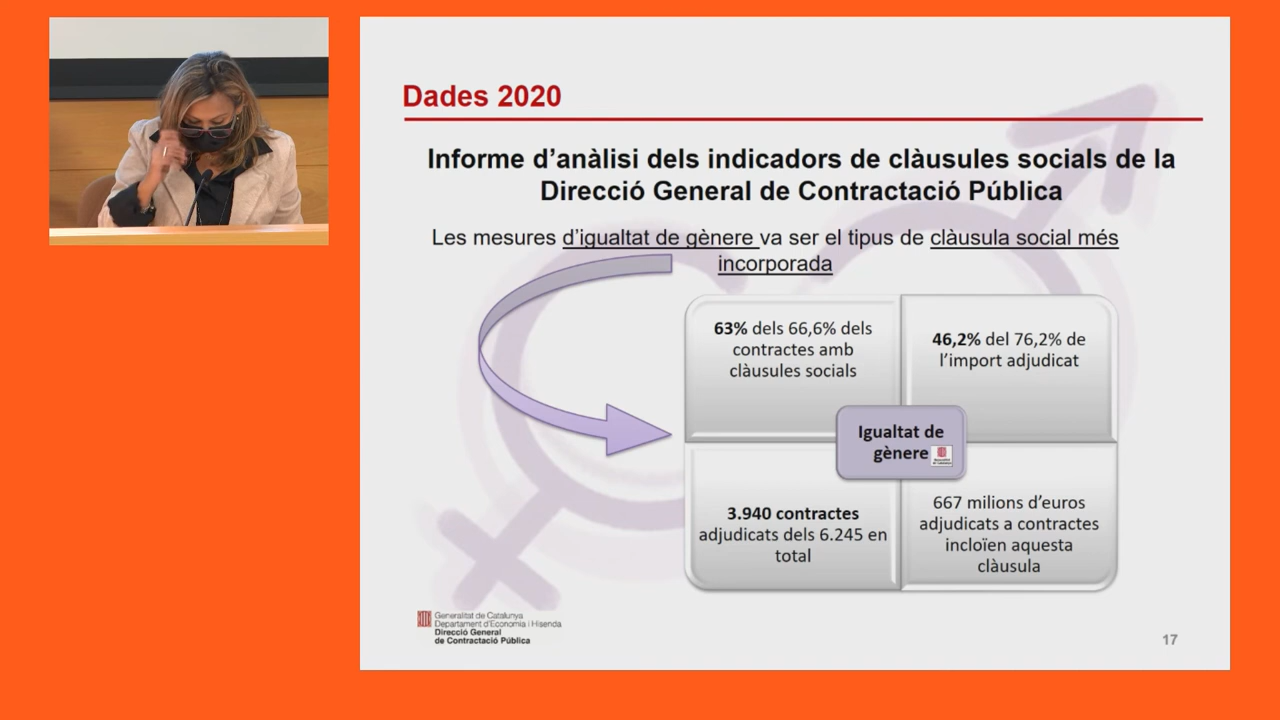 Dades 2020
Informe d’anàlisi dels indicadors de clàusules socials de la
Direcció General de Contractació Pública
Les mesures d’igualtat de gènere va ser el tipus de clàusula social més
incorporada
63% dels 66,6% dels
contractes amb
clàusules socials
46,2% del 76,2% de
l’import adjudicat
Igualtat de
gènere
3.940 contractes
adjudicats dels 6.245 en
total
667 milions d’euros
adjudicats a contractes
incloïen aquesta
clàusula
Generalitat de Catalunya
Departament d'Economia i Hisenda
Direcció General
de Contractació Pública
17